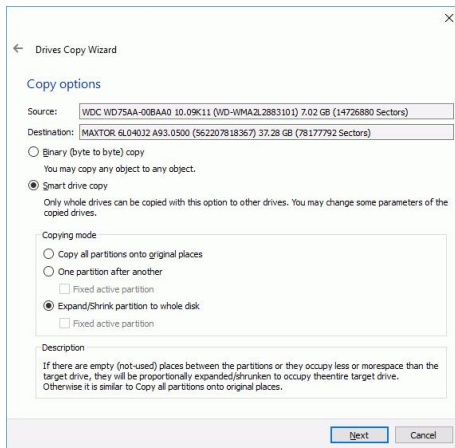 Drives Copy Wizard
Copy options
Source: WDC WD75AA-00BAA0 10.09K11 (WD-WMA2L2883101) 7.02 GB (14726880 Sectors)
Destination: MAXTOR 6L040J2 A93.0500 (562207818367) 37.28 GB (78177792 Sectors)
Binary (byte to byte) copy
You may copy any object to any object.
Smart drive copy
Only whole drives can be copied with this option to other drives. You may change some parameters of the
copied drives.
Copying mode
Copy all partitions onto original places
One partition after another
Fixed active partition
Expand/Shrink partition to whole disk
Fixed active partition
Description
If there are empty (not-used) places between the partitions or they occupy less or morespace than the
target drive, they will be proportionally expanded/shrunken to occupy theentire target drive.
Otherwise it is similar to Copy all partitions onto original places.
Next Cancel